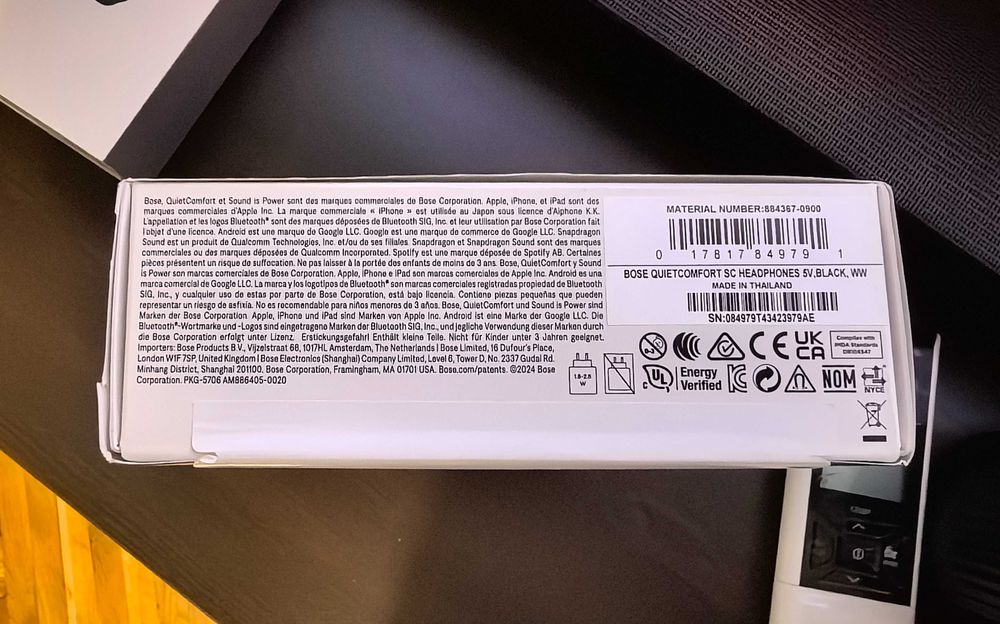 Bose, QuietComfort et Sound is Power sont des marques commerciales de Bose Corporation. Apple, iPhone, et iPad sont des
marques commerciales d'Apple Inc. La marque commerciale « iPhone » est utilisée au Japon sous licence d'Aiphone K.K.
L'appellation et les logos Bluetooth® sont des marques déposées de Bluetooth SIG, Inc. et leur utilisation par Bose Corporation fait
l'objet d'une licence. Android est une marque de Google LLC. Google est une marque de commerce de Google LLC. Snapdragon
Sound est un produit de Qualcomm Technologies, Inc. et/ou de ses filiales. Snapdragon et Snapdragon Sound sont des marques
commerciales ou des marques déposées de Qualcomm Incorporated. Spotify est une marque déposée de Spotify AB. Certaines
pièces présentent un risque de suffocation. Ne pas laisser à la portée des enfants de moins de 3 ans. Bose, QuietComfort y Sound
is Power son marcas comerciales de Bose Corporation. Apple, iPhone e iPad son marcas comerciales de Apple Inc. Android es una
marca comercial de Google LLC. La marca y los logotipos de Bluetooth® son marcas comerciales registradas propiedad de Bluetooth
SIG, Inc., y cualquier uso de estas por parte de Bose Corporation, está bajo licencia. Contiene piezas pequeñas que pueden
representar un riesgo de asfixia. No es recomendable para niños menores de 3 años. Bose, QuietComfort und Sound is Power sind
Marken der Bose Corporation. Apple, iPhone und iPad sind Marken von Apple Inc. Android ist eine Marke der Google LLC. Die
Bluetooth®-Wortmarke und -Logos sind eingetragene Marken der Bluetooth SIG, Inc., und jegliche Verwendung dieser Marken durch
die Bose Corporation erfolgt unter Lizenz. Erstickungsgefahr! Enthält kleine Teile. Nicht für Kinder unter 3 Jahren geeignet.
Importers: Bose Products B.V., Vijzelstraat 68, 1017HL Amsterdam, The Netherlands | Bose Limited, 16 Dufour's Place,
London W1F 7SP, United Kingdom | Bose Electronics (Shanghai) Company Limited, Level 6, Tower D, No. 2337 Gudai Rd.
Minhang District, Shanghai 201100. Bose Corporation, Framingham, MA 01701 USA. Bose.com/patents. ©2024 Bose
Corporation. PKG-5706 AM886405-0020
MATERIAL NUMBER:884367-0900
0 17817 84979 1
BOSE QUIETCOMFORT SC HEADPHONES 5V,BLACK, WW
MADE IN THAILAND
SN:084979T43423979AE
0-3
CE UK CA
Complies with
IMDA Standards
DB106347
1.8-2.5
W
C UL US Energy
Verified
NOM
NYCE